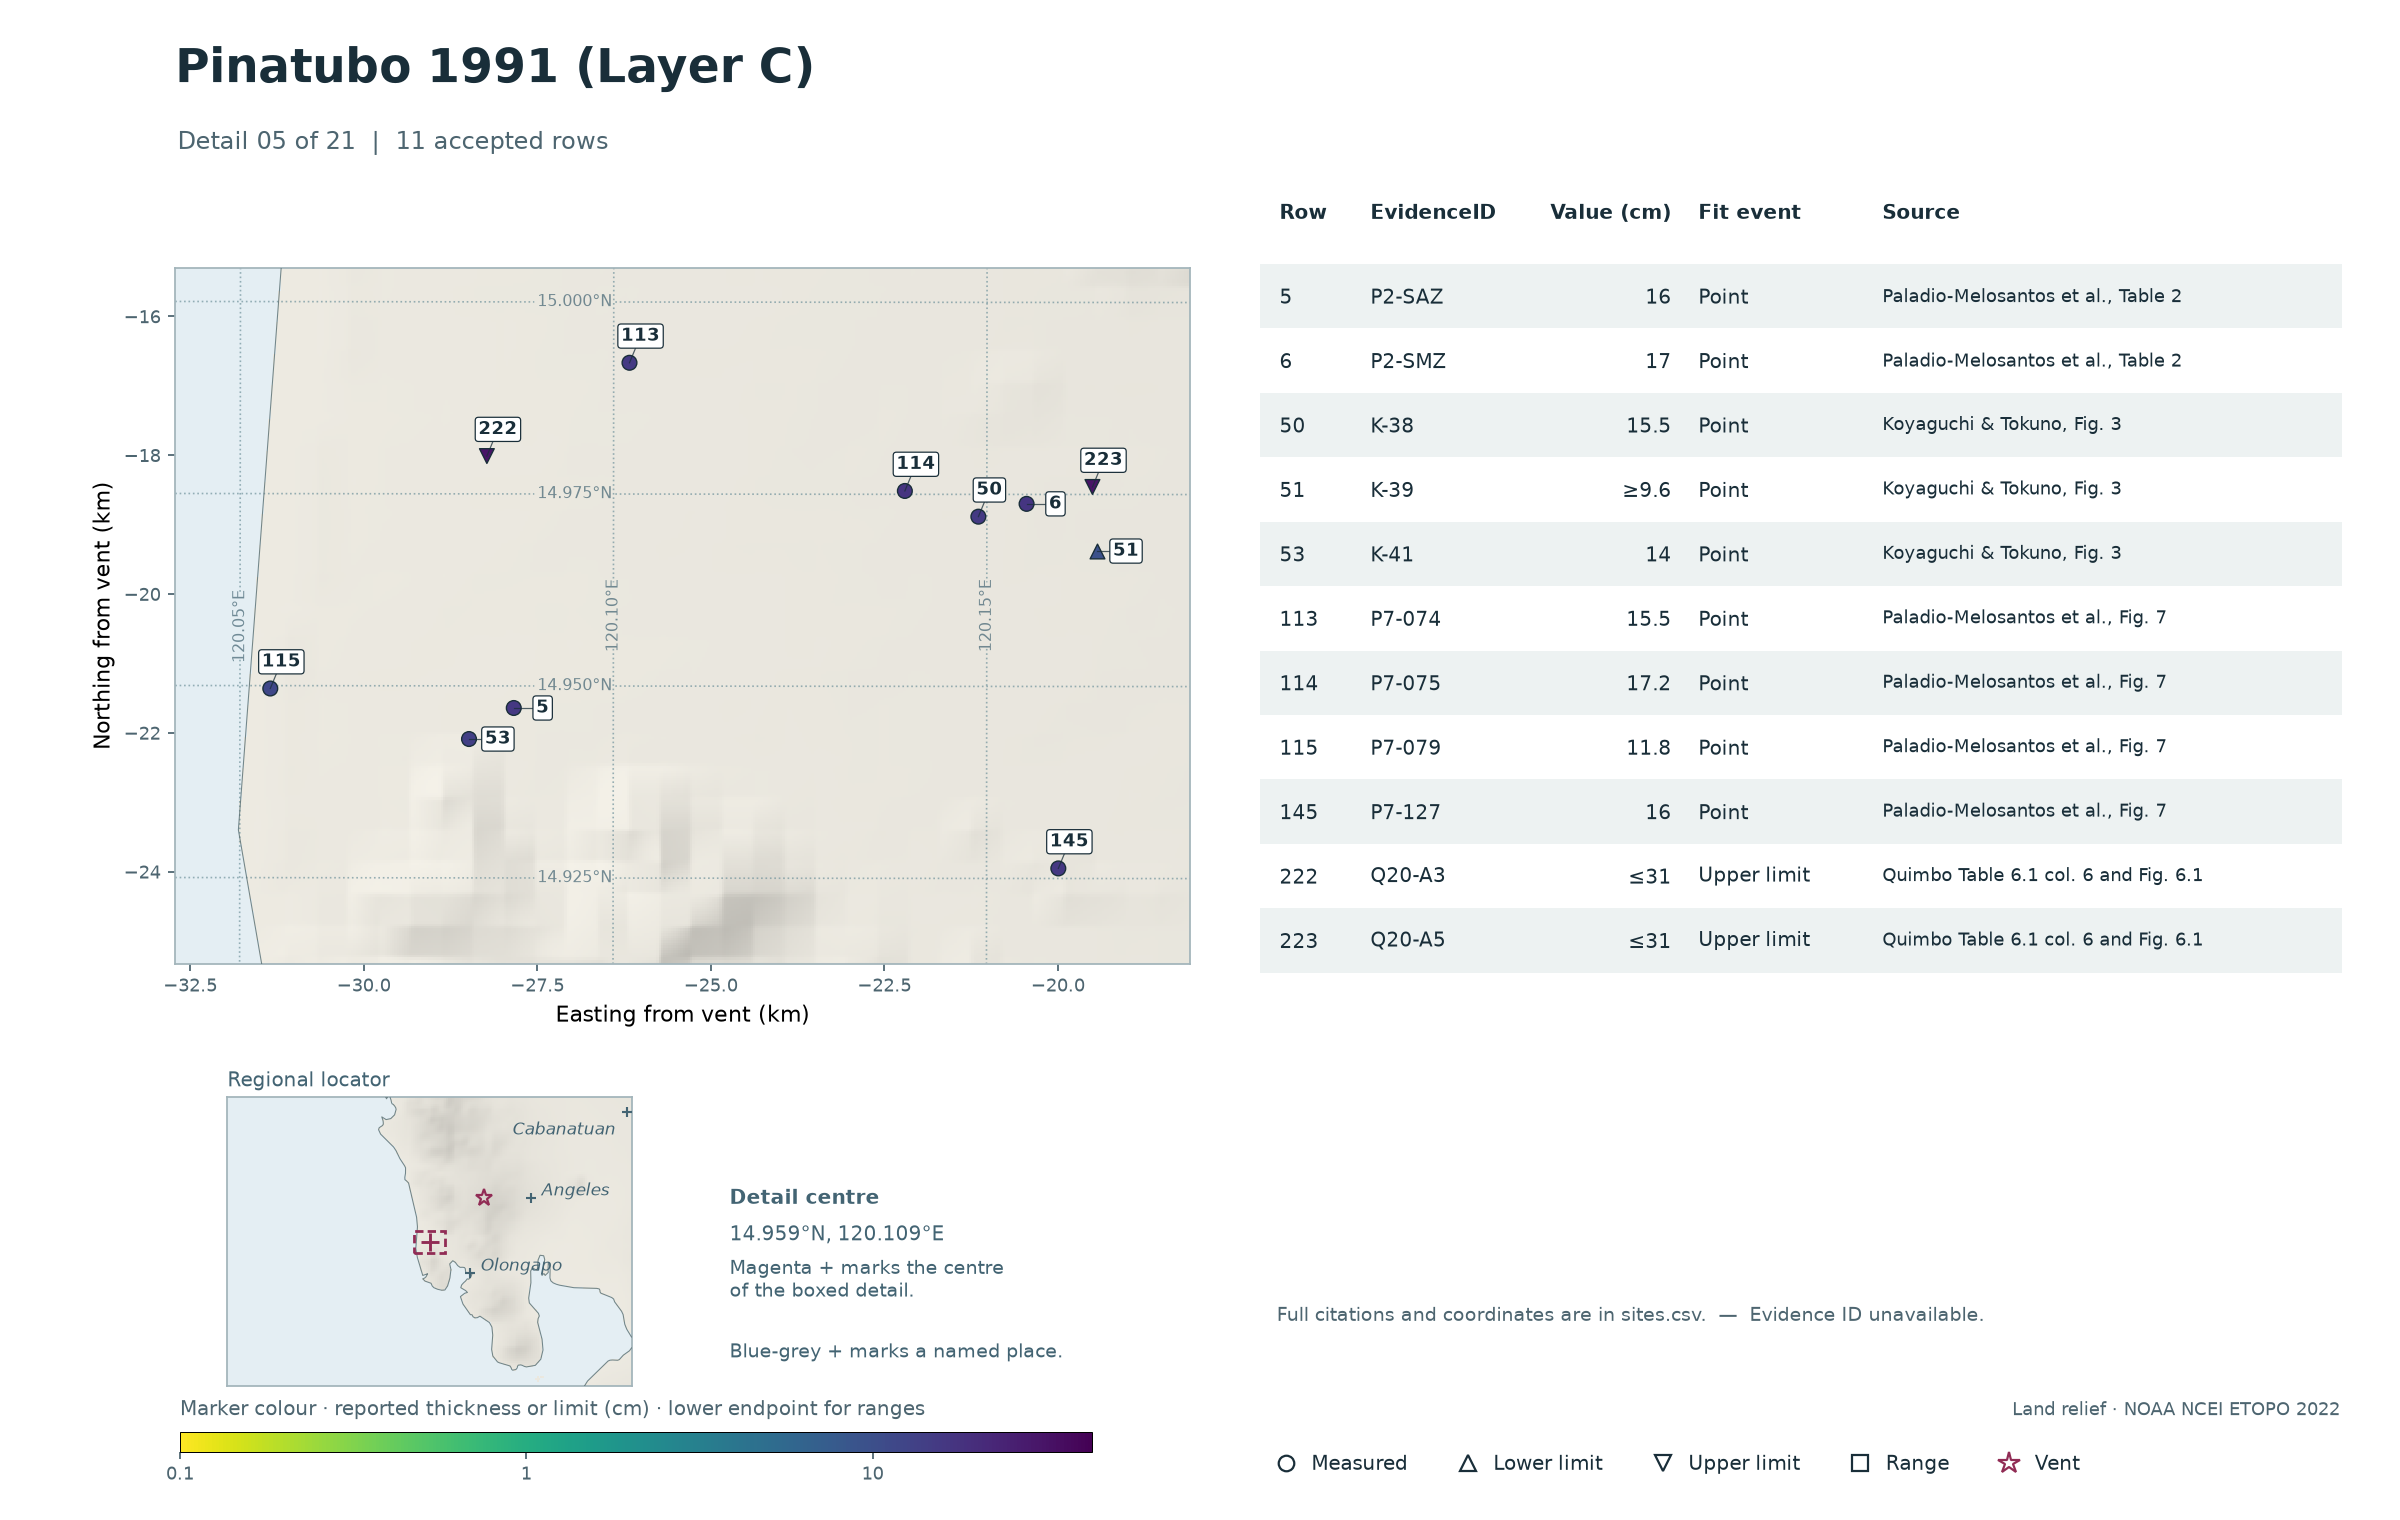 Pinatubo 1991 (Layer C)
Detail 05 of 21 | 11 accepted rows
Row EvidenceID Value (cm) Fit event Source
5 P2-SAZ 16 Point Paladio-Melosantos et al., Table 2
6 P2-SMZ 17 Point Paladio-Melosantos et al., Table 2
50 K-38 15.5 Point Koyaguchi & Tokuno, Fig. 3
51 K-39 ≥9.6 Point Koyaguchi & Tokuno, Fig. 3
53 K-41 14 Point Koyaguchi & Tokuno, Fig. 3
113 P7-074 15.5 Point Paladio-Melosantos et al., Fig. 7
114 P7-075 17.2 Point Paladio-Melosantos et al., Fig. 7
115 P7-079 11.8 Point Paladio-Melosantos et al., Fig. 7
145 P7-127 16 Point Paladio-Melosantos et al., Fig. 7
222 Q20-A3 ≤31 Upper limit Quimbo Table 6.1 col. 6 and Fig. 6.1
223 Q20-A5 ≤31 Upper limit Quimbo Table 6.1 col. 6 and Fig. 6.1
Northing from vent (km)
−16
−18
−20
−22
−24
15.000°N
14.975°N
14.950°N
14.925°N
120.05°E
120.10°E
120.15°E
113
222
114
223
50
6
51
115
5
53
145
−32.5 −30.0 −27.5 −25.0 −22.5 −20.0
Easting from vent (km)
Regional locator
Cabanatuan
Angeles
Olongapo
Detail centre
14.959°N, 120.109°E
Magenta + marks the centre
of the boxed detail.
Blue-grey + marks a named place.
Full citations and coordinates are in sites.csv. — Evidence ID unavailable.
Marker colour · reported thickness or limit (cm) · lower endpoint for ranges
0.1 1 10
Land relief · NOAA NCEI ETOPO 2022
Measured Lower limit Upper limit Range Vent